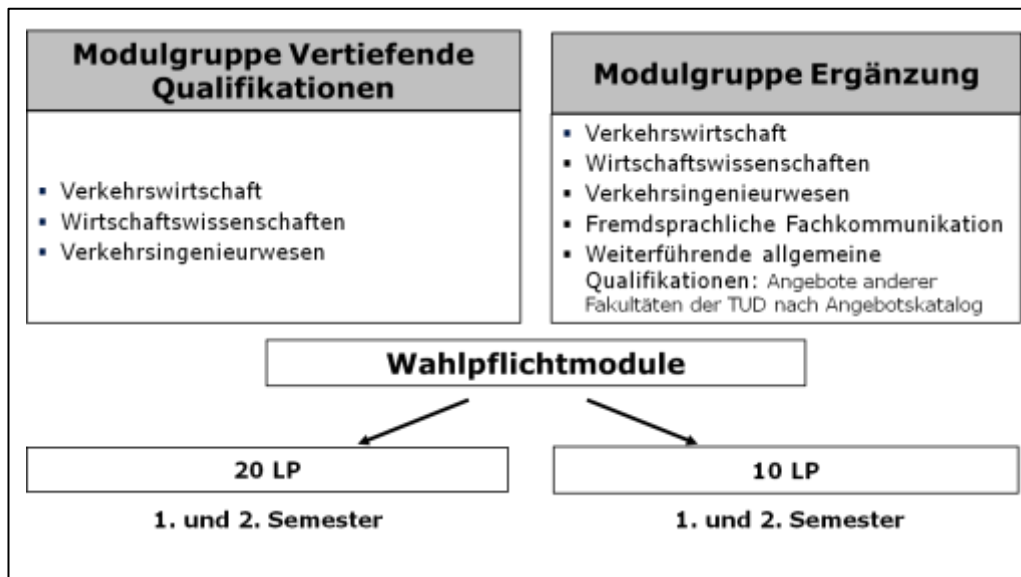 Modulgruppe Vertiefende
Qualifikationen
▪ Verkehrswirtschaft
▪ Wirtschaftswissenschaften
▪ Verkehrsingenieurwesen
Modulgruppe Ergänzung
▪ Verkehrswirtschaft
▪ Wirtschaftswissenschaften
▪ Verkehrsingenieurwesen
▪ Fremdsprachliche Fachkommunikation
▪ Weiterführende allgemeine
Qualifikationen: Angebote anderer
Fakultäten der TUD nach Angebotskatalog
Wahlpflichtmodule
20 LP
10 LP
1. und 2. Semester
1. und 2. Semester